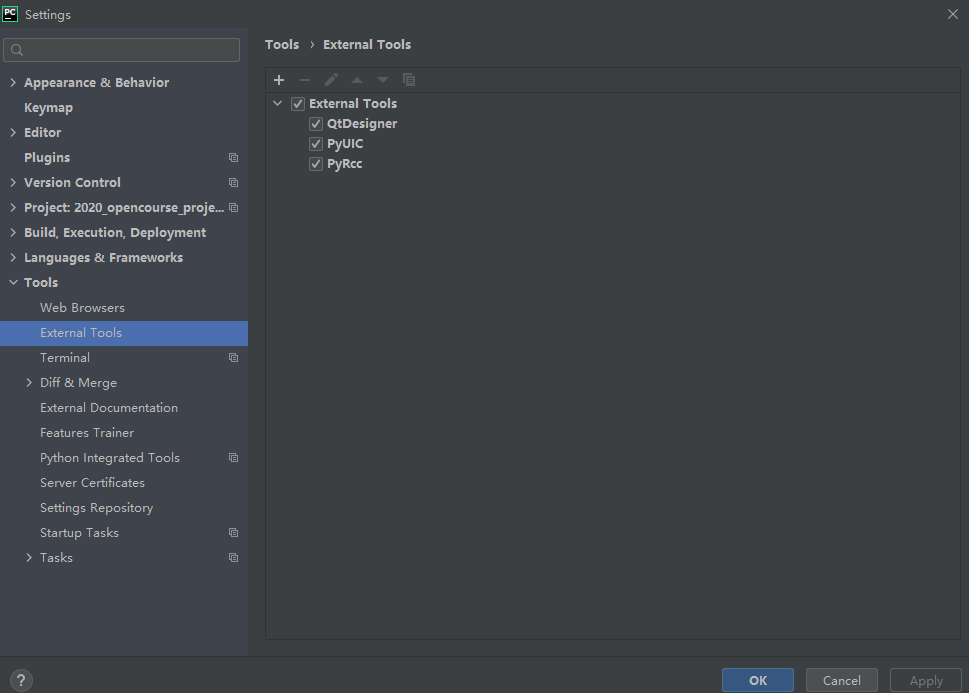 PC Settings
Tools › External Tools
Appearance & Behavior
Keymap
Editor
Plugins
Version Control
Project: 2020_opencourse_proje...
Build, Execution, Deployment
Languages & Frameworks
Tools
Web Browsers
External Tools
Terminal
Diff & Merge
External Documentation
Features Trainer
Python Integrated Tools
Server Certificates
Settings Repository
Startup Tasks
Tasks
External Tools
QtDesigner
PyUIC
PyRcc
?
OK
Cancel
Apply